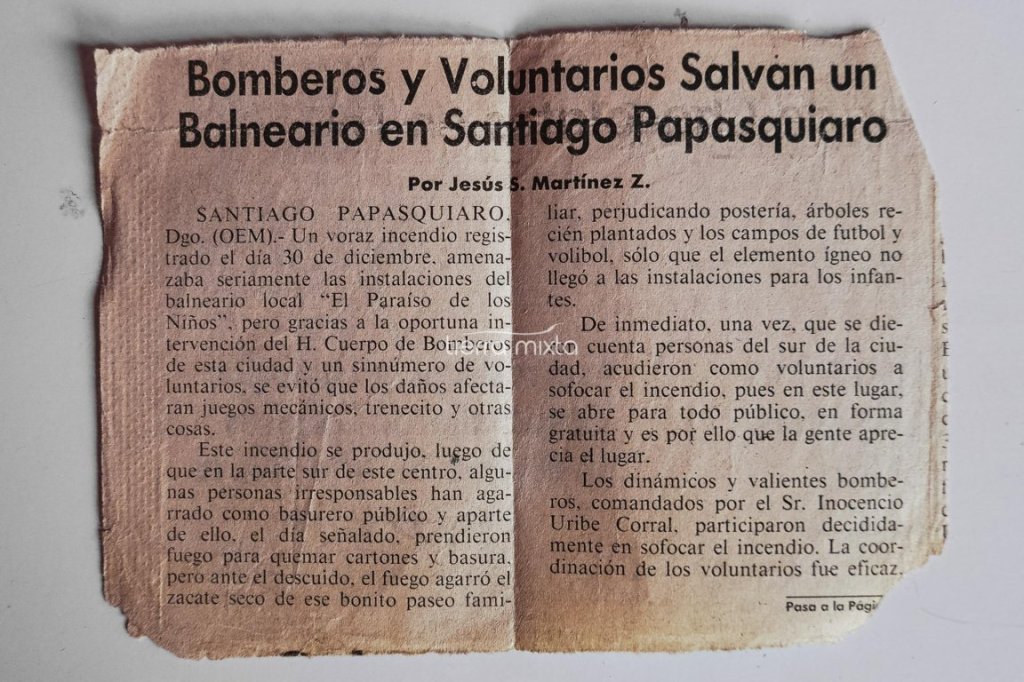 Bomberos y Voluntarios Salvan un
Balneario en Santiago Papasquiaro
Por Jesús S. Martínez Z.
SANTIAGO PAPASQUIARO,
Dgo. (OEM).- Un voraz incendio regis-
trado el día 30 de diciembre, amena-
zaba seriamente las instalaciones del
balneario local "El Paraíso de los
Niños", pero gracias a la oportuna in-
tervención del H. Cuerpo de Bomberos
de esta ciudad y un sinnúmero de vo-
luntarios, se evitó que los daños afecta-
ran juegos mecánicos, trenecito y otras
cosas.
Este incendio se produjo, luego de
que en la parte sur de este centro, algu-
nas personas irresponsables han aga-
rrado como basurero público y aparte
de ello, el día señalado, prendieron
fuego para quemar cartones y basura,
pero ante el descuido, el fuego agarró el
zacate seco de ese bonito paseo fami-
liar, perjudicando postería, árboles re-
cién plantados y los campos de futbol y
volibol, sólo que el elemento ígneo no
llegó a las instalaciones para los infan-
tes.
De inmediato, una vez, que se die-
cuenta personas del sur de la ciu-
dad, acudieron como voluntarios a
sofocar el incendio, pues en este lugar,
se abre para todo público, en forma
gratuita y es por ello que la gente apre-
cia el lugar.
Los dinámicos y valientes bombe-
ros, comandados por el Sr. Inocencio
Uribe Corral, participaron decidida-
mente en sofocar el incendio. La coor-
dinación de los voluntarios fue eficaz,
Pasa a la Pági
tierra mixta